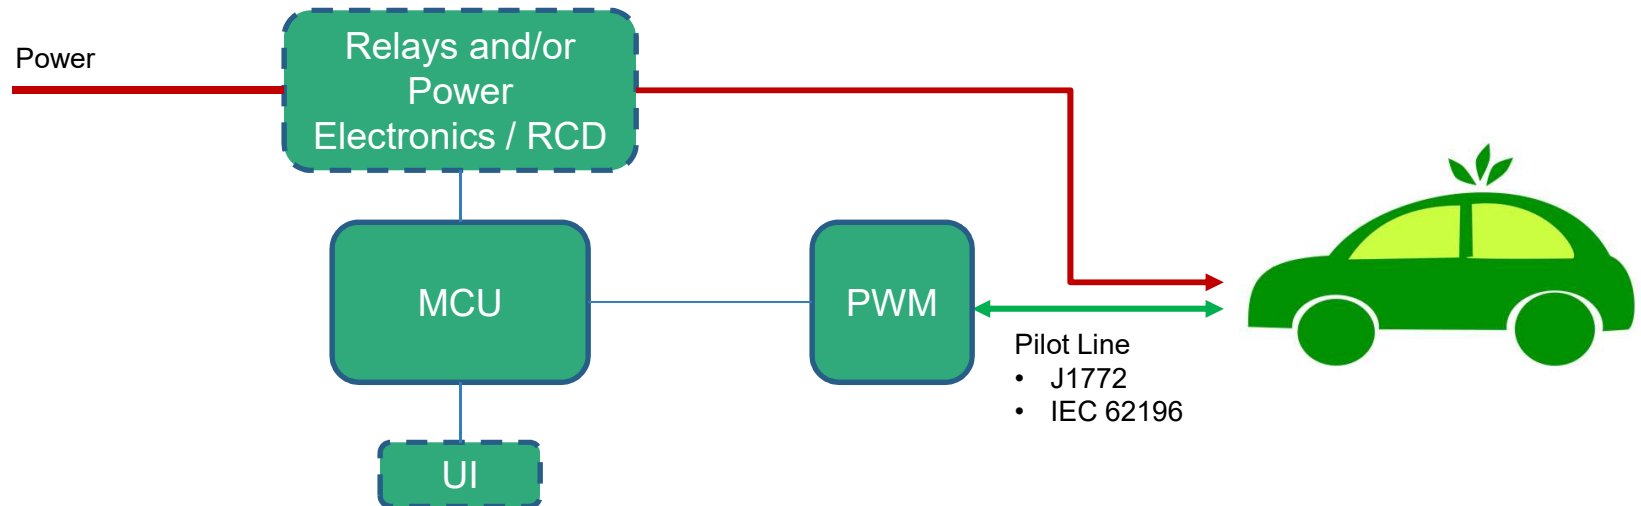 Power
Relays and/or
Power
Electronics / RCD
MCU
PWM
Pilot Line
• J1772
• IEC 62196
UI